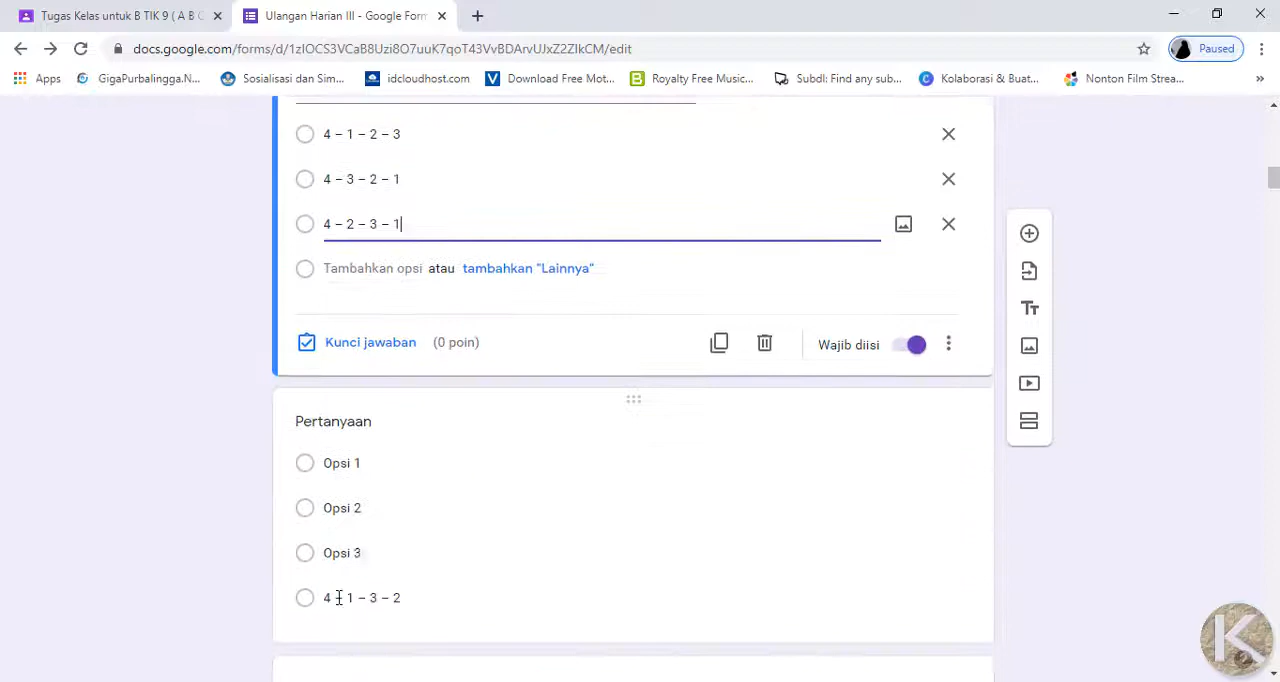 Tugas Kelas untuk B TIK 9 ( A B C
Ulangan Harian III - Google Form
docs.google.com/forms/d/1zIOCS3VCaB8Uzi8O7uuK7qoT43VvBDArvUJxZ2ZIkCM/edit
Paused
Apps
GigaPurbalingga.N...
Sosialisasi dan Sim...
idcloudhost.com
Download Free Mot...
Royalty Free Music...
Subdl: Find any sub...
Kolaborasi & Buat...
Nonton Film Strea...
»
4 – 1 – 2 – 3
4 – 3 – 2 – 1
4 – 2 – 3 – 1
Tambahkan opsi atau tambahkan "Lainnya"
Kunci jawaban (0 poin)
Wajib diisi
Pertanyaan
Opsi 1
Opsi 2
Opsi 3
4 – 1 – 3 – 2
K